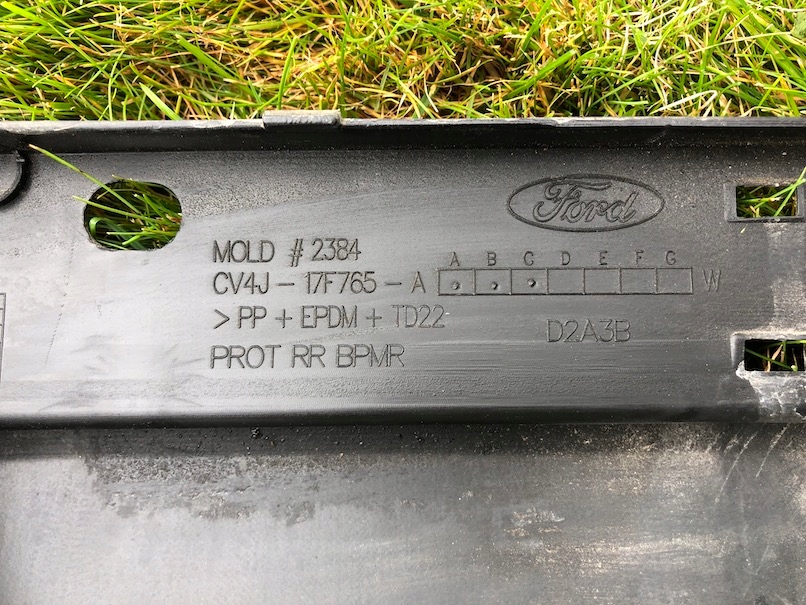 Ford
MOLD # 2384
A B C D E F G
CV4J - 17F765 - A W
> PP + EPDM + TD22
D2A3B
PROT RR BPMR